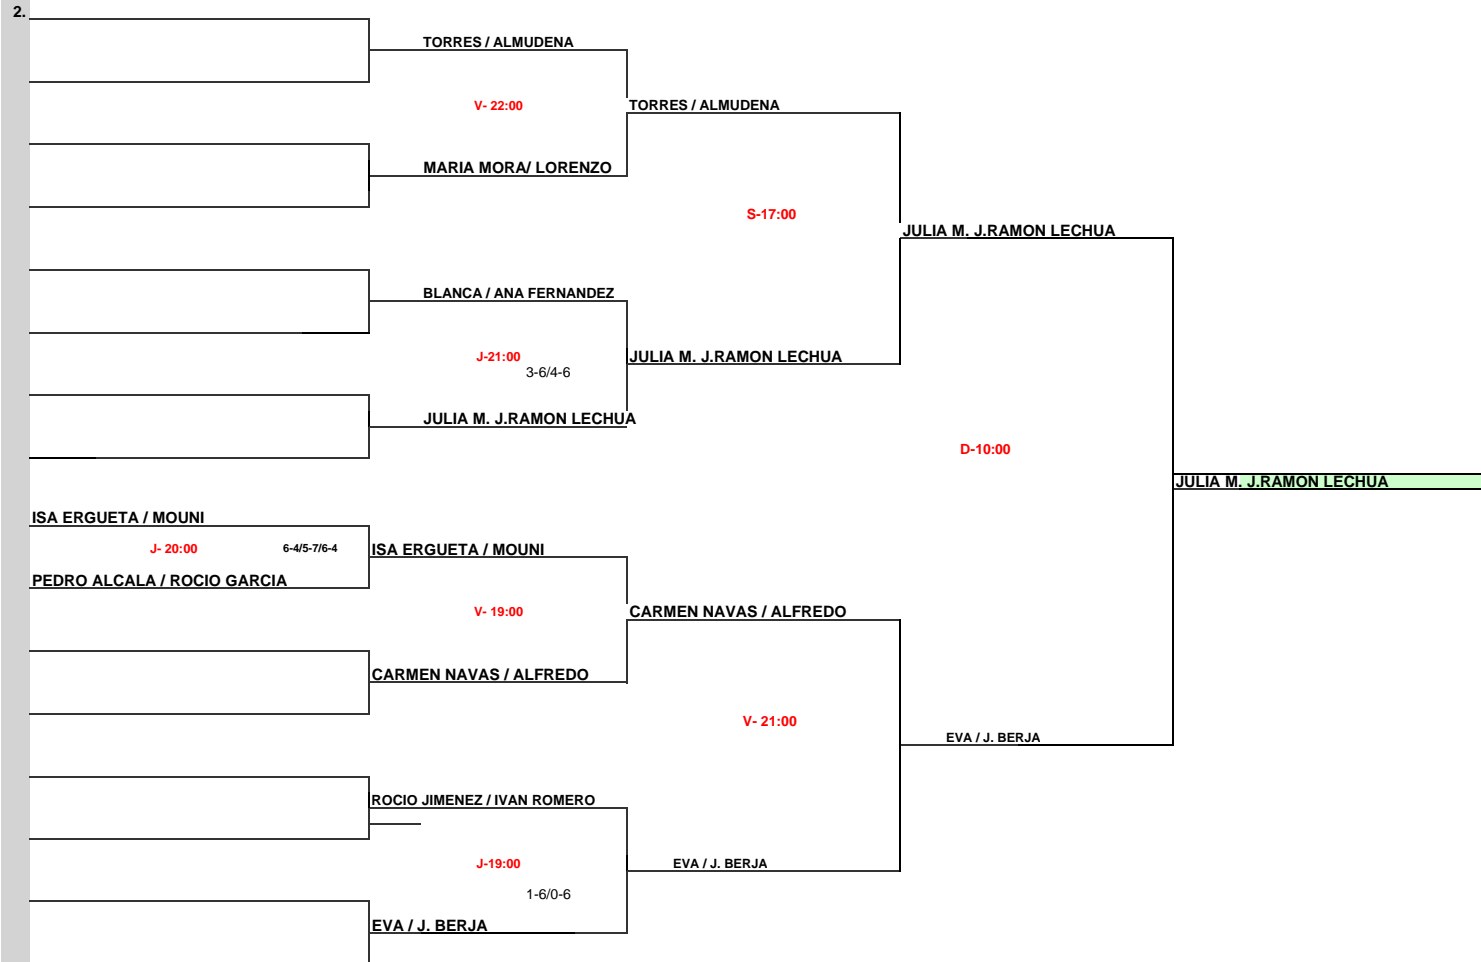 2.
TORRES / ALMUDENA
V- 22:00
TORRES / ALMUDENA
MARIA MORA/ LORENZO
S-17:00
JULIA M. J.RAMON LECHUA
BLANCA / ANA FERNANDEZ
J-21:00
JULIA M. J.RAMON LECHUA
3-6/4-6
JULIA M. J.RAMON LECHUA
D-10:00
JULIA M. J.RAMON LECHUA
ISA ERGUETA / MOUNI
J- 20:00
6-4/5-7/6-4
ISA ERGUETA / MOUNI
PEDRO ALCALA / ROCIO GARCIA
V- 19:00
CARMEN NAVAS / ALFREDO
CARMEN NAVAS / ALFREDO
V- 21:00
EVA / J. BERJA
ROCIO JIMENEZ / IVAN ROMERO
J-19:00
EVA / J. BERJA
1-6/0-6
EVA / J. BERJA